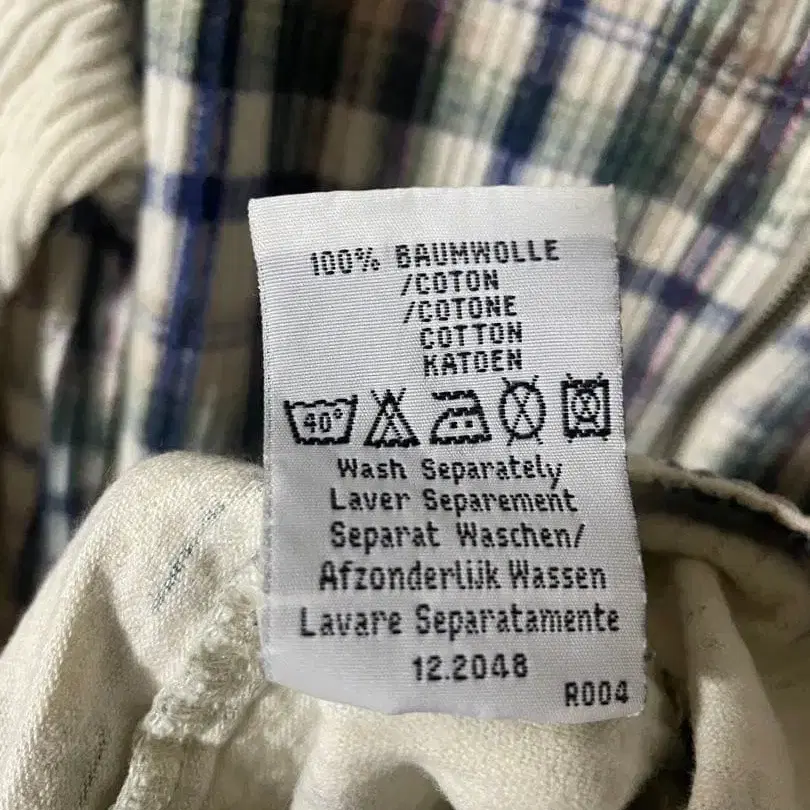 100% BAUMWOLLE
/COTON
/COTONE
COTTON
KATOEN
40°
Wash Separately
Laver Separement
Separat Waschen/
Afzonderlijk Wassen
Lavare Separatamente
12.2048
R004